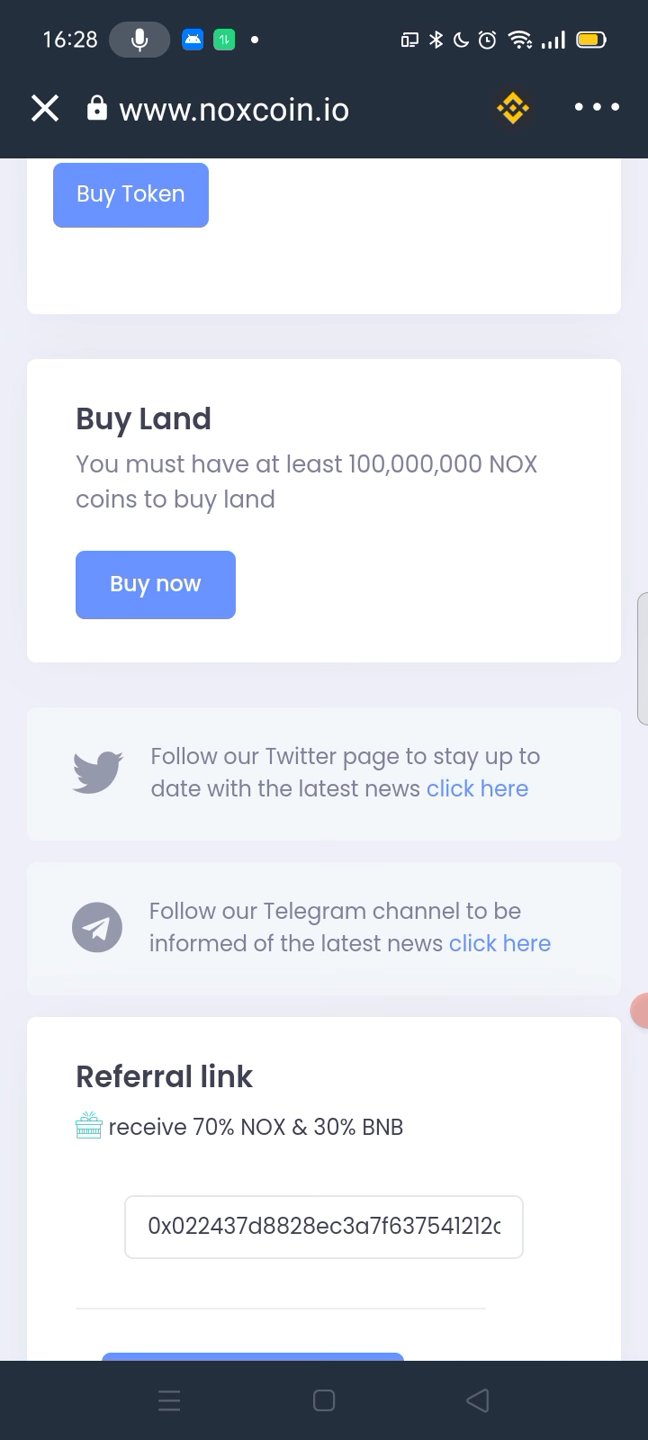 16:28
www.noxcoin.io
Buy Token
Buy Land
You must have at least 100,000,000 NOX
coins to buy land
Buy now
Follow our Twitter page to stay up to
date with the latest news click here
Follow our Telegram channel to be
informed of the latest news click here
Referral link
receive 70% NOX & 30% BNB
0x022437d8828ec3a7f637541212c